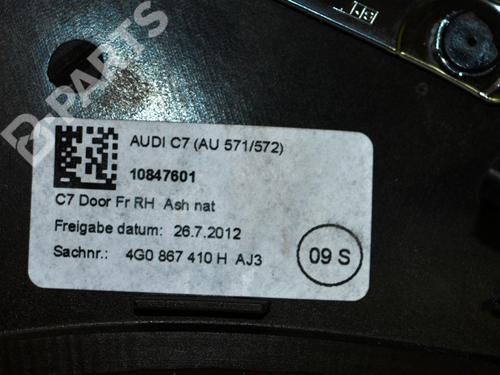 B-PARTS
AUDI C7 (AU 571/572)
10847601
C7 Door Fr RH Ash nat
Freigabe datum: 26.7.2012
Sachnr.: 4G0 867 410 H AJ3
09 S